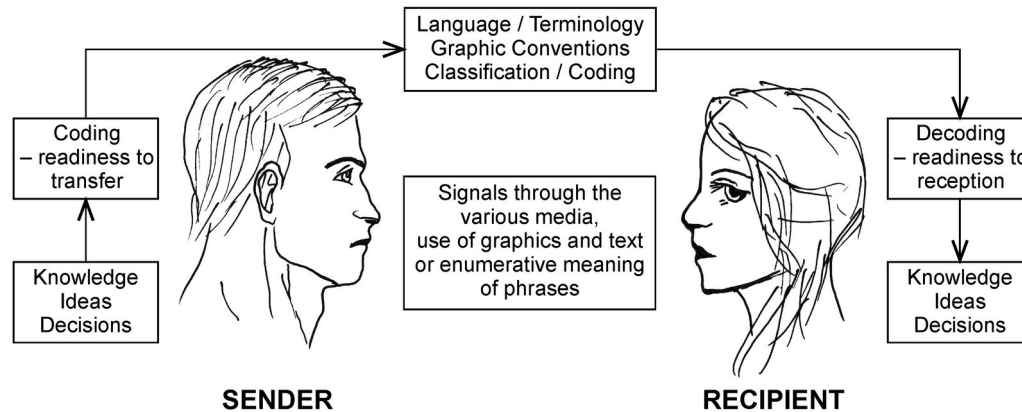 Language / Terminology
Graphic Conventions
Classification / Coding
Coding
– readiness to
transfer
Decoding
– readiness to
reception
Signals through the
various media,
use of graphics and text
or enumerative meaning
of phrases
Knowledge
Ideas
Decisions
Knowledge
Ideas
Decisions
SENDER
RECIPIENT